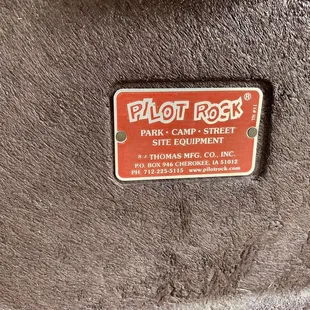 PILOT ROCK®
PARK · CAMP · STREET
SITE EQUIPMENT
R.J. THOMAS MFG. CO., INC.
P.O. BOX 946 CHEROKEE, IA 51012
PH 712-225-5115 www.pilotrock.com